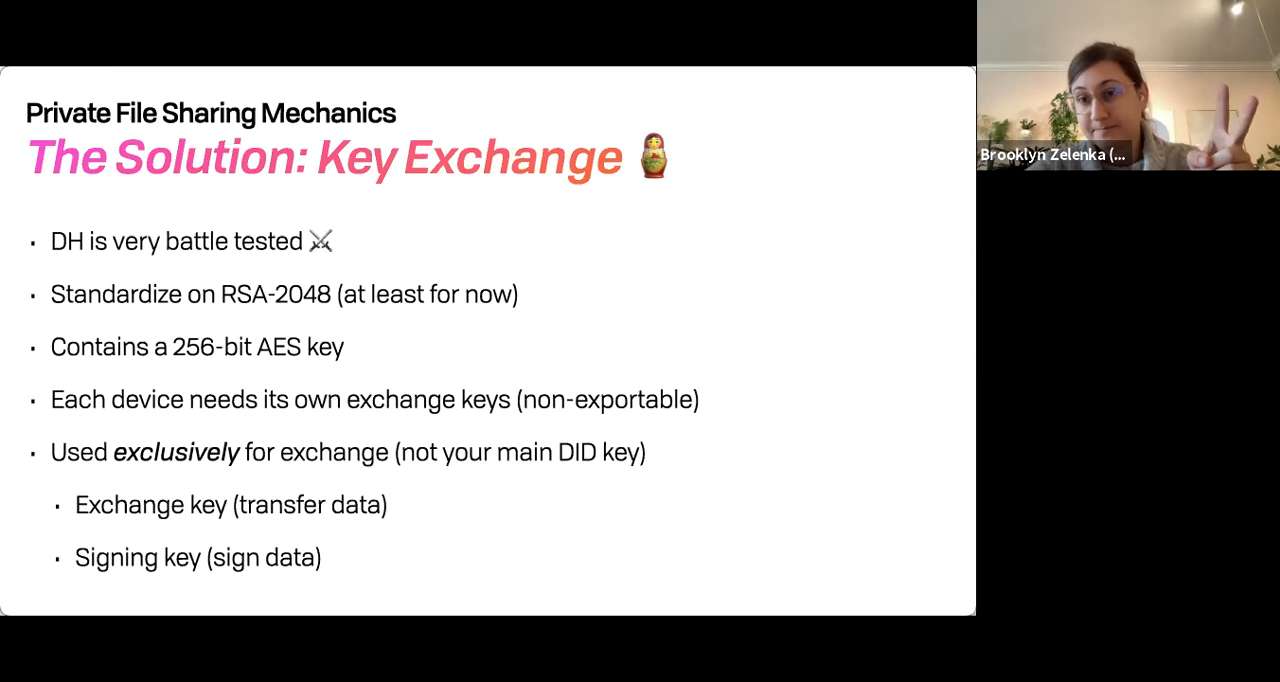 Private File Sharing Mechanics
The Solution: Key Exchange 🪆
· DH is very battle tested ⚔
· Standardize on RSA-2048 (at least for now)
· Contains a 256-bit AES key
· Each device needs its own exchange keys (non-exportable)
· Used exclusively for exchange (not your main DID key)
· Exchange key (transfer data)
· Signing key (sign data)
Brooklyn Zelenka (...